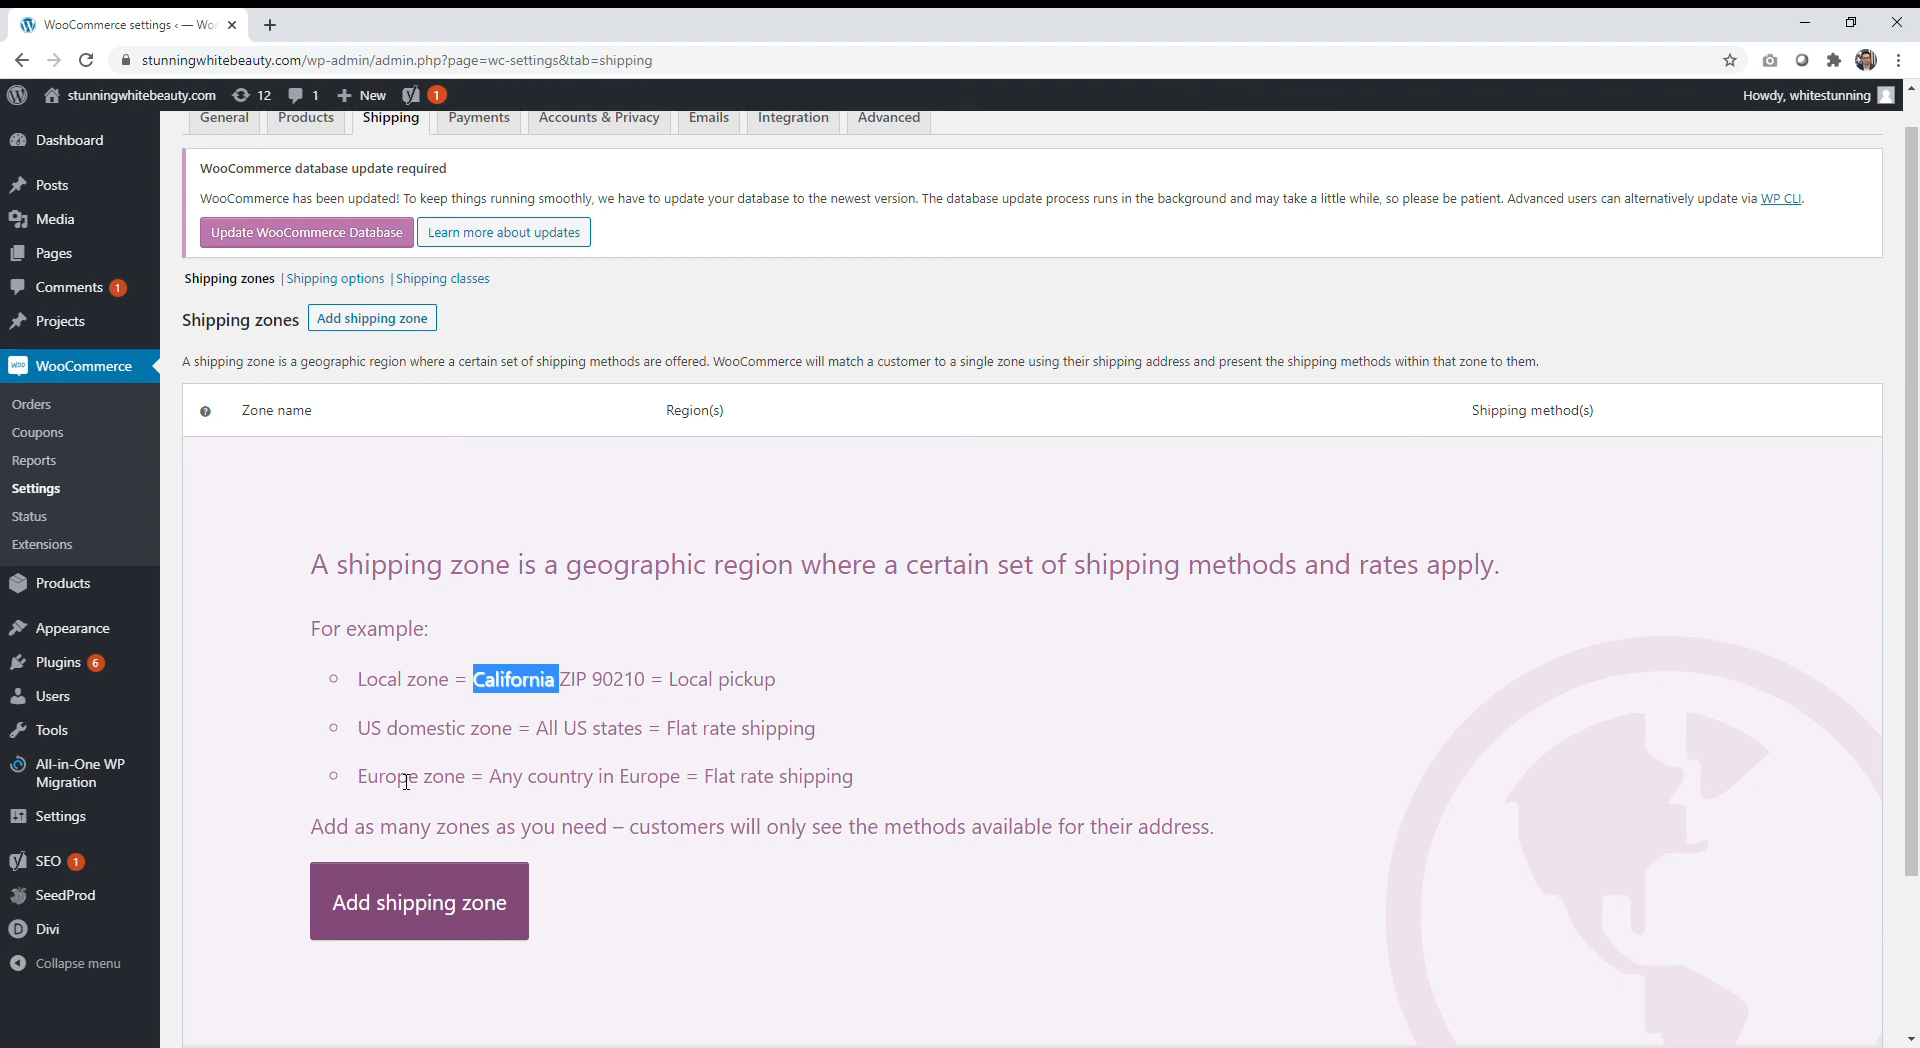 WooCommerce settings ‹ — Wor
stunningwhitebeauty.com/wp-admin/admin.php?page=wc-settings&tab=shipping
stunningwhitebeauty.com 12 1 New 1 Howdy, whitestunning
General Products Shipping Payments Accounts & Privacy Emails Integration Advanced
Dashboard
Posts
Media
Pages
Comments 1
Projects
WooCommerce
Orders
Coupons
Reports
Settings
Status
Extensions
Products
Appearance
Plugins 6
Users
Tools
All-in-One WP
Migration
Settings
SEO 1
SeedProd
Divi
Collapse menu
WooCommerce database update required
WooCommerce has been updated! To keep things running smoothly, we have to update your database to the newest version. The database update process runs in the background and may take a little while, so please be patient. Advanced users can alternatively update via WP CLI.
Update WooCommerce Database Learn more about updates
Shipping zones | Shipping options | Shipping classes
Shipping zones Add shipping zone
A shipping zone is a geographic region where a certain set of shipping methods are offered. WooCommerce will match a customer to a single zone using their shipping address and present the shipping methods within that zone to them.
Zone name Region(s) Shipping method(s)
A shipping zone is a geographic region where a certain set of shipping methods and rates apply.
For example:
Local zone = California ZIP 90210 = Local pickup
US domestic zone = All US states = Flat rate shipping
Europe zone = Any country in Europe = Flat rate shipping
Add as many zones as you need – customers will only see the methods available for their address.
Add shipping zone